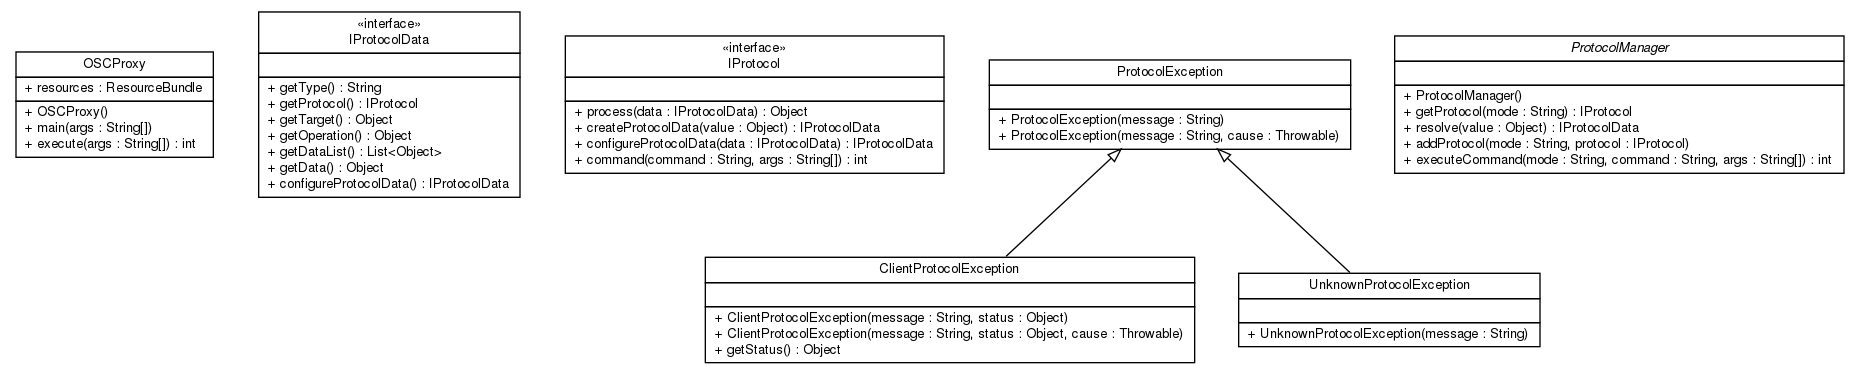 OSCProxy
+ resources : ResourceBundle
+ OSCProxy()
+ main(args : String[])
+ execute(args : String[]) : int
«interface»
IProtocolData
+ getType() : String
+ getProtocol() : IProtocol
+ getTarget() : Object
+ getOperation() : Object
+ getDataList() : List<Object>
+ getData() : Object
+ configureProtocolData() : IProtocolData
«interface»
IProtocol
+ process(data : IProtocolData) : Object
+ createProtocolData(value : Object) : IProtocolData
+ configureProtocolData(data : IProtocolData) : IProtocolData
+ command(command : String, args : String[]) : int
ProtocolException
+ ProtocolException(message : String)
+ ProtocolException(message : String, cause : Throwable)
ProtocolManager
+ ProtocolManager()
+ getProtocol(mode : String) : IProtocol
+ resolve(value : Object) : IProtocolData
+ addProtocol(mode : String, protocol : IProtocol)
+ executeCommand(mode : String, command : String, args : String[]) : int
ClientProtocolException
+ ClientProtocolException(message : String, status : Object)
+ ClientProtocolException(message : String, status : Object, cause : Throwable)
+ getStatus() : Object
UnknownProtocolException
+ UnknownProtocolException(message : String)